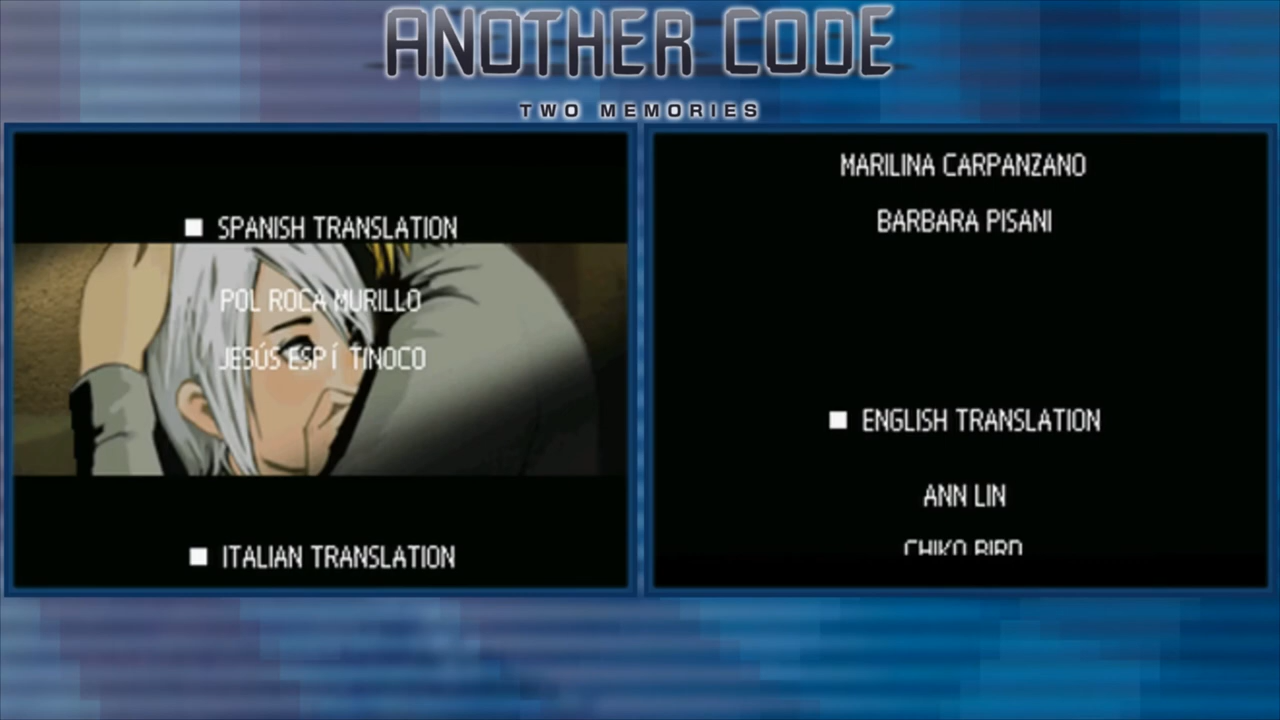 ANOTHER CODE
TWO MEMORIES
■ SPANISH TRANSLATION
POL ROCA MURILLO
JESÚS ESPÍ TINOCO
■ ITALIAN TRANSLATION
MARILINA CARPANZANO
BARBARA PISANI
■ ENGLISH TRANSLATION
ANN LIN
CHIKO BIRD